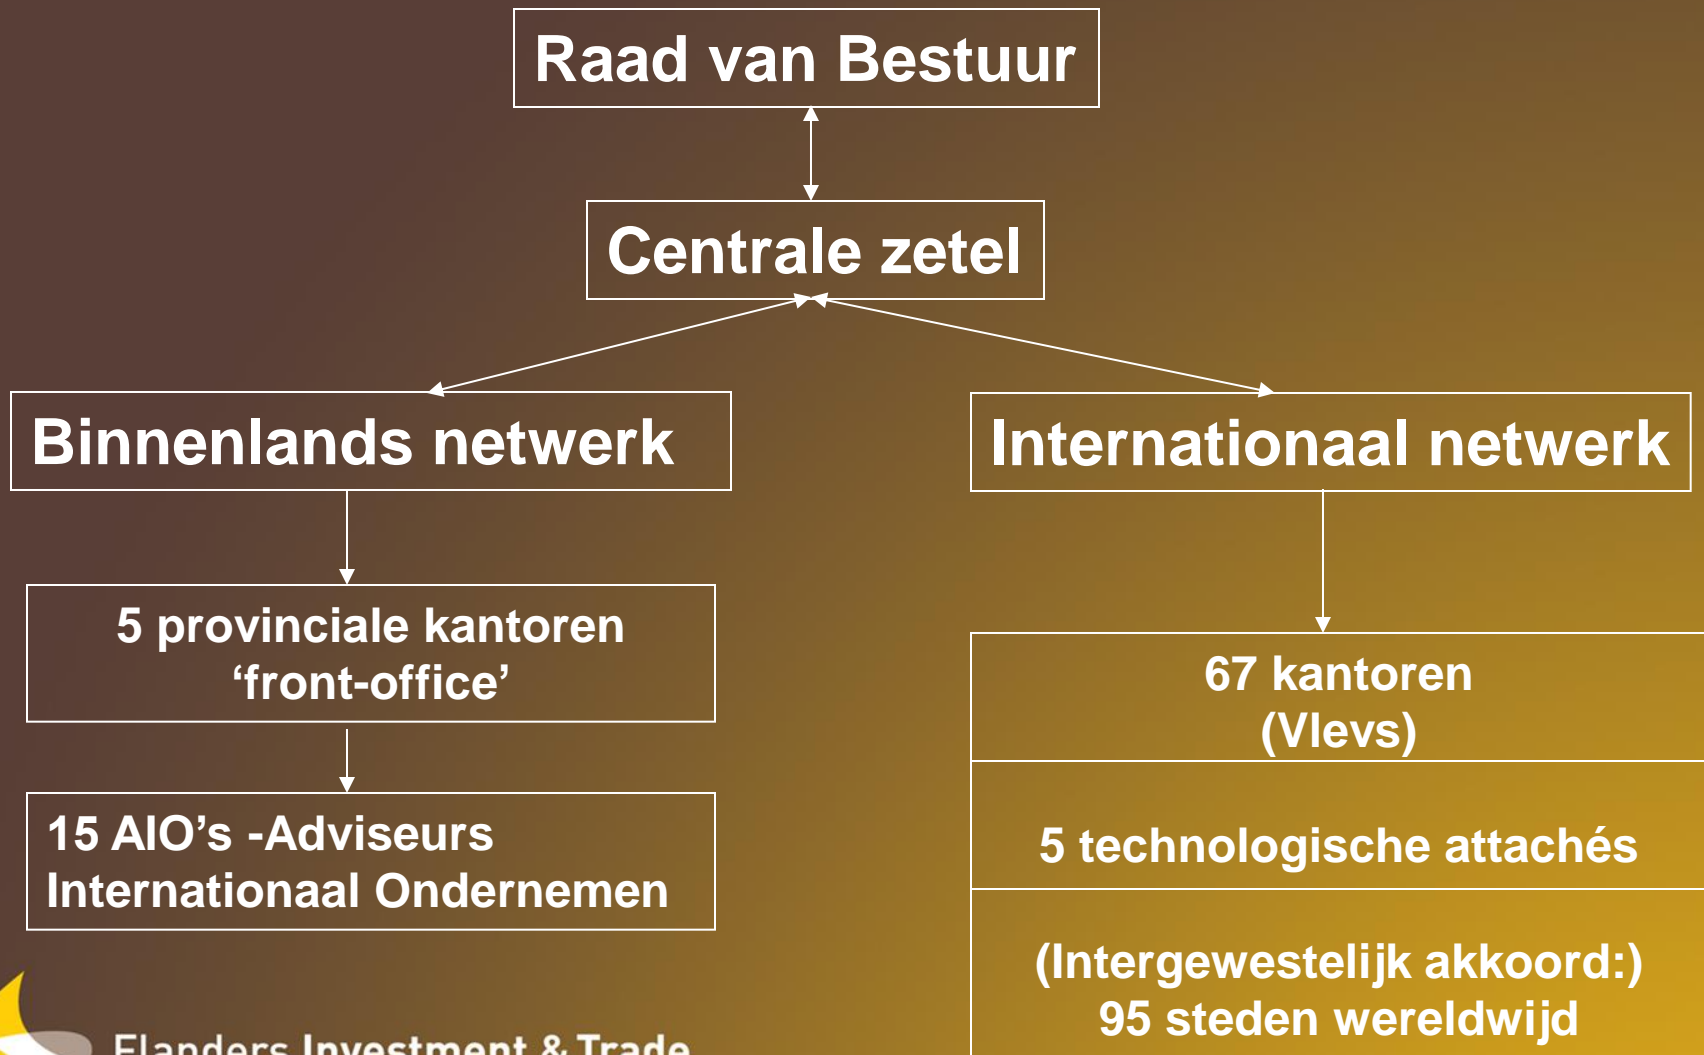 Raad van Bestuur
Centrale zetel
Binnenlands netwerk
Internationaal netwerk
5 provinciale kantoren
‘front-office’
15 AIO’s -Adviseurs
Internationaal Ondernemen
67 kantoren
(Vlevs)
5 technologische attachés
(Intergewestelijk akkoord:)
95 steden wereldwijd
Flanders Investment & Trade